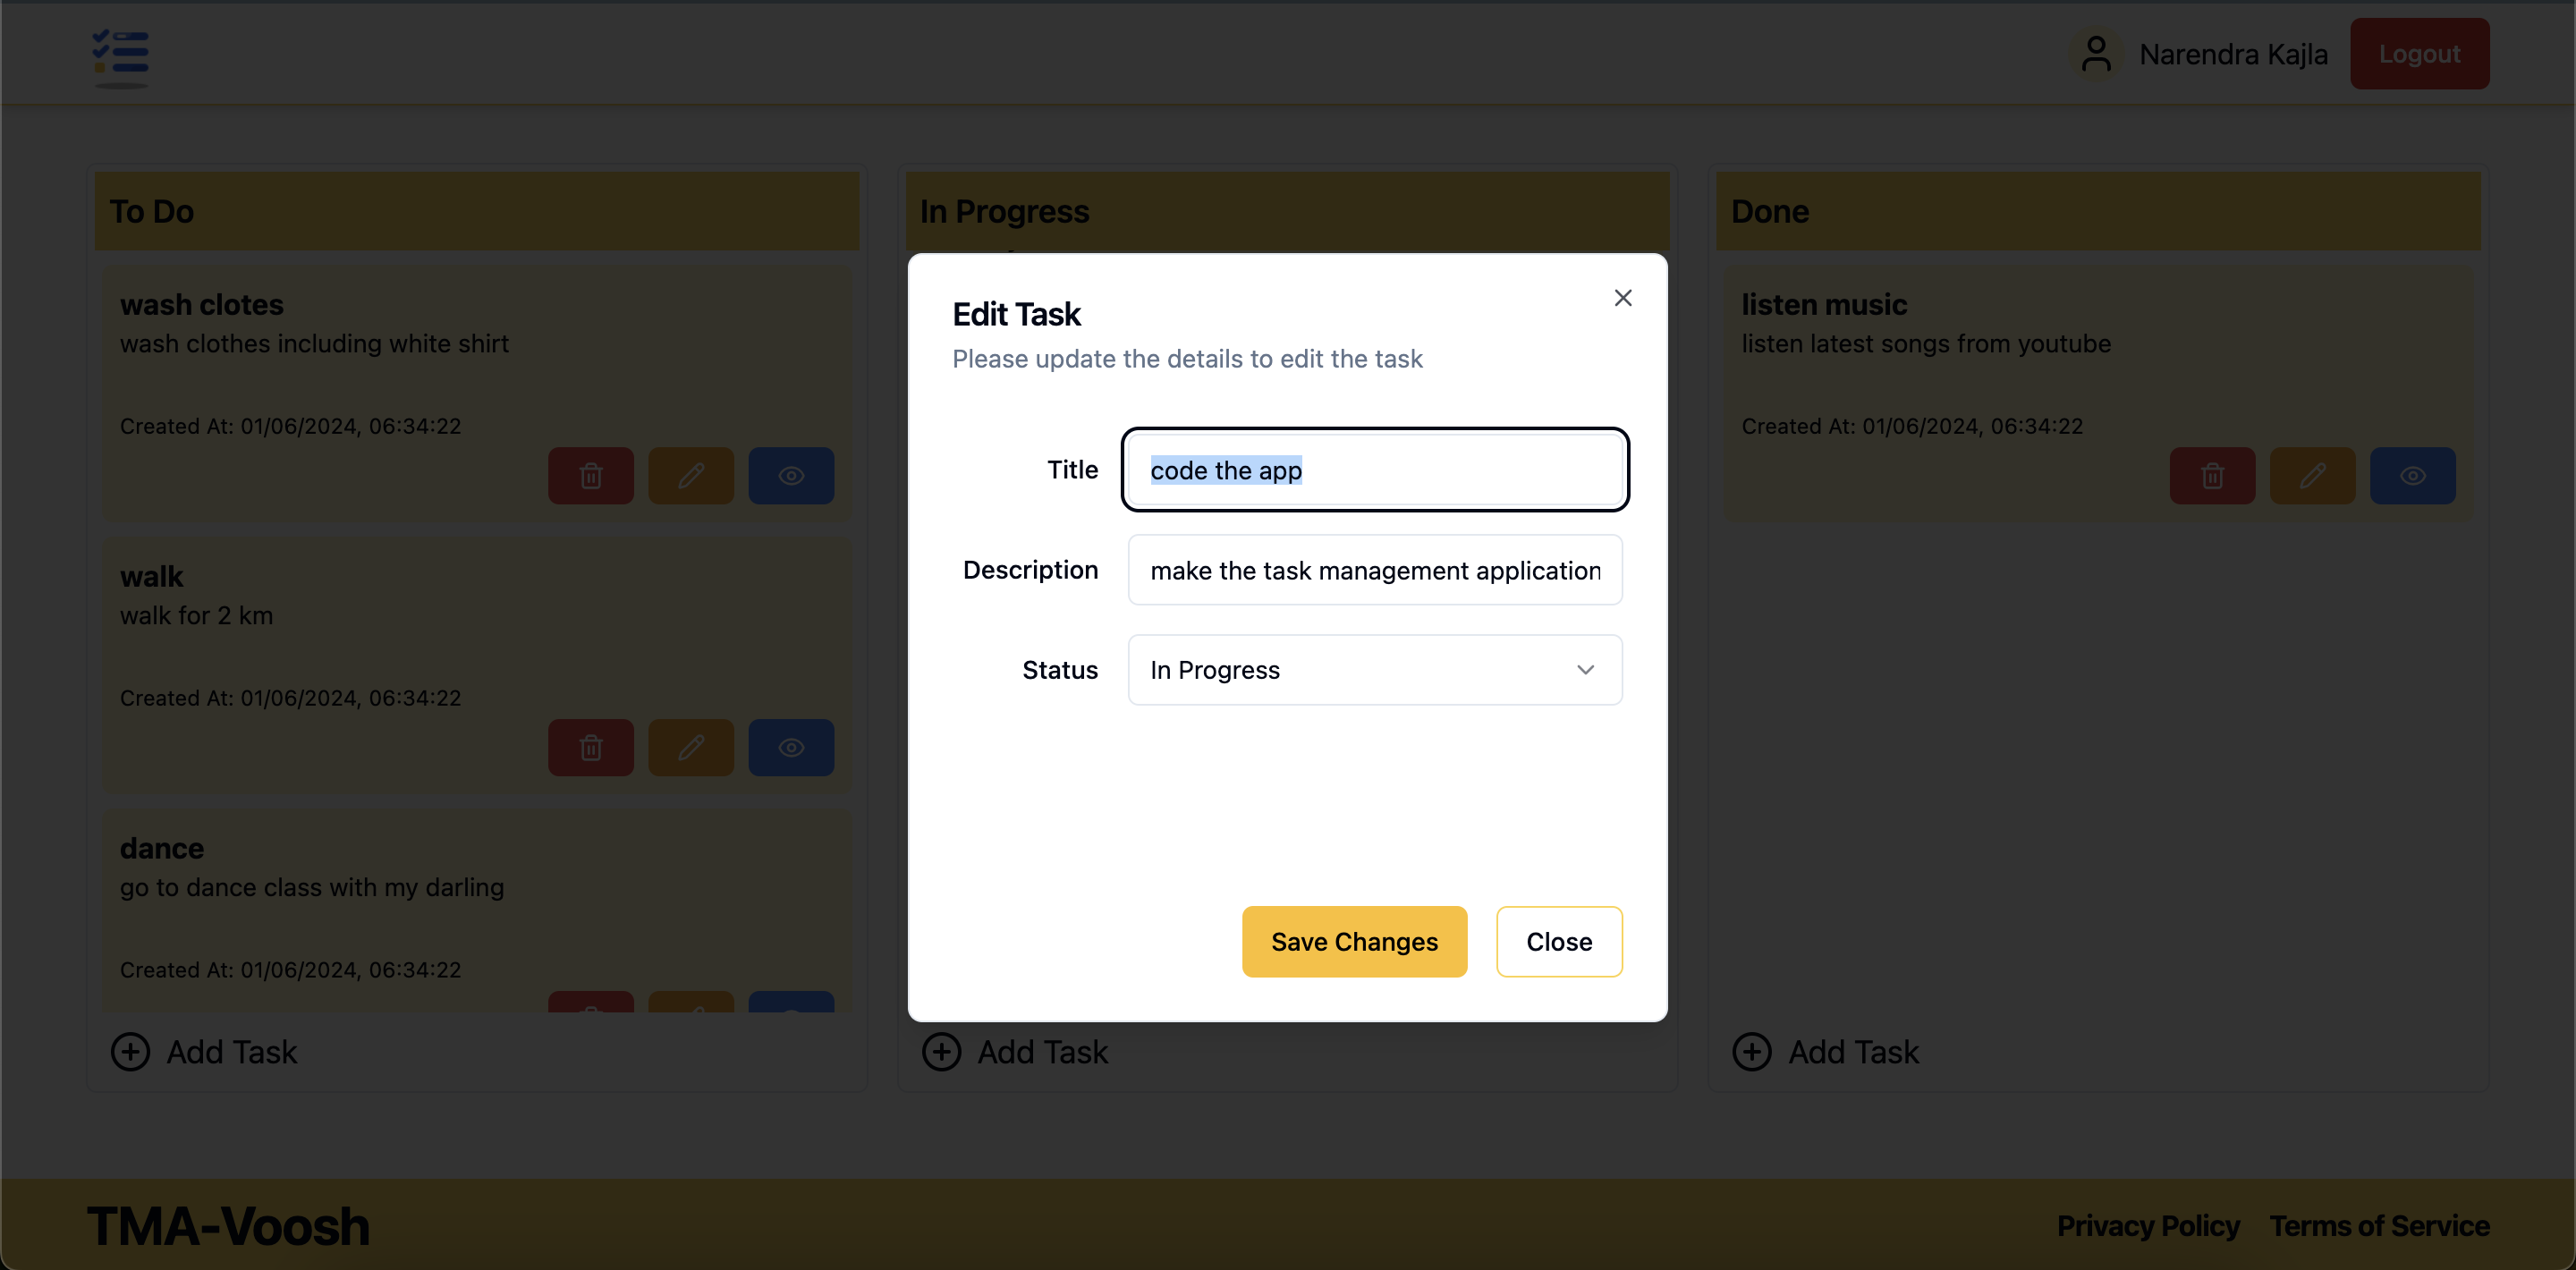 Narendra Kajla
Logout
To Do
wash clotes
wash clothes including white shirt
Created At: 01/06/2024, 06:34:22
walk
walk for 2 km
Created At: 01/06/2024, 06:34:22
dance
go to dance class with my darling
Created At: 01/06/2024, 06:34:22
Add Task
In Progress
Add Task
Done
listen music
listen latest songs from youtube
Created At: 01/06/2024, 06:34:22
Add Task
Edit Task
Please update the details to edit the task
Title
code the app
Description
make the task management application
Status
In Progress
Save Changes
Close
TMA-Voosh
Privacy Policy
Terms of Service